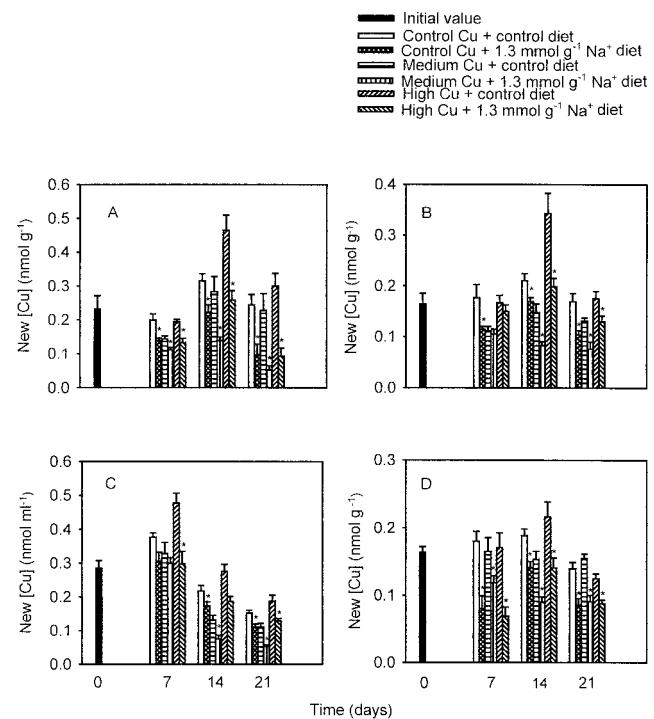 Initial value
Control Cu + control diet
Control Cu + 1.3 mmol g⁻¹ Na⁺ diet
Medium Cu + control diet
Medium Cu + 1.3 mmol g⁻¹ Na⁺ diet
High Cu + control diet
High Cu + 1.3 mmol g⁻¹ Na⁺ diet
A
New [Cu] (nmol g⁻¹)
0.6
0.5
0.4
0.3
0.2
0.1
0.0
* * * * * * * *
B
New [Cu] (nmol g⁻¹)
0.4
0.3
0.2
0.1
0.0
* * * * * * *
C
New [Cu] (nmol ml⁻¹)
0.6
0.5
0.4
0.3
0.2
0.1
0.0
0 7 14 21
* * * * * *
D
New [Cu] (nmol g⁻¹)
0.3
0.2
0.1
0.0
0 7 14 21
* * * * * * * * *
Time (days)